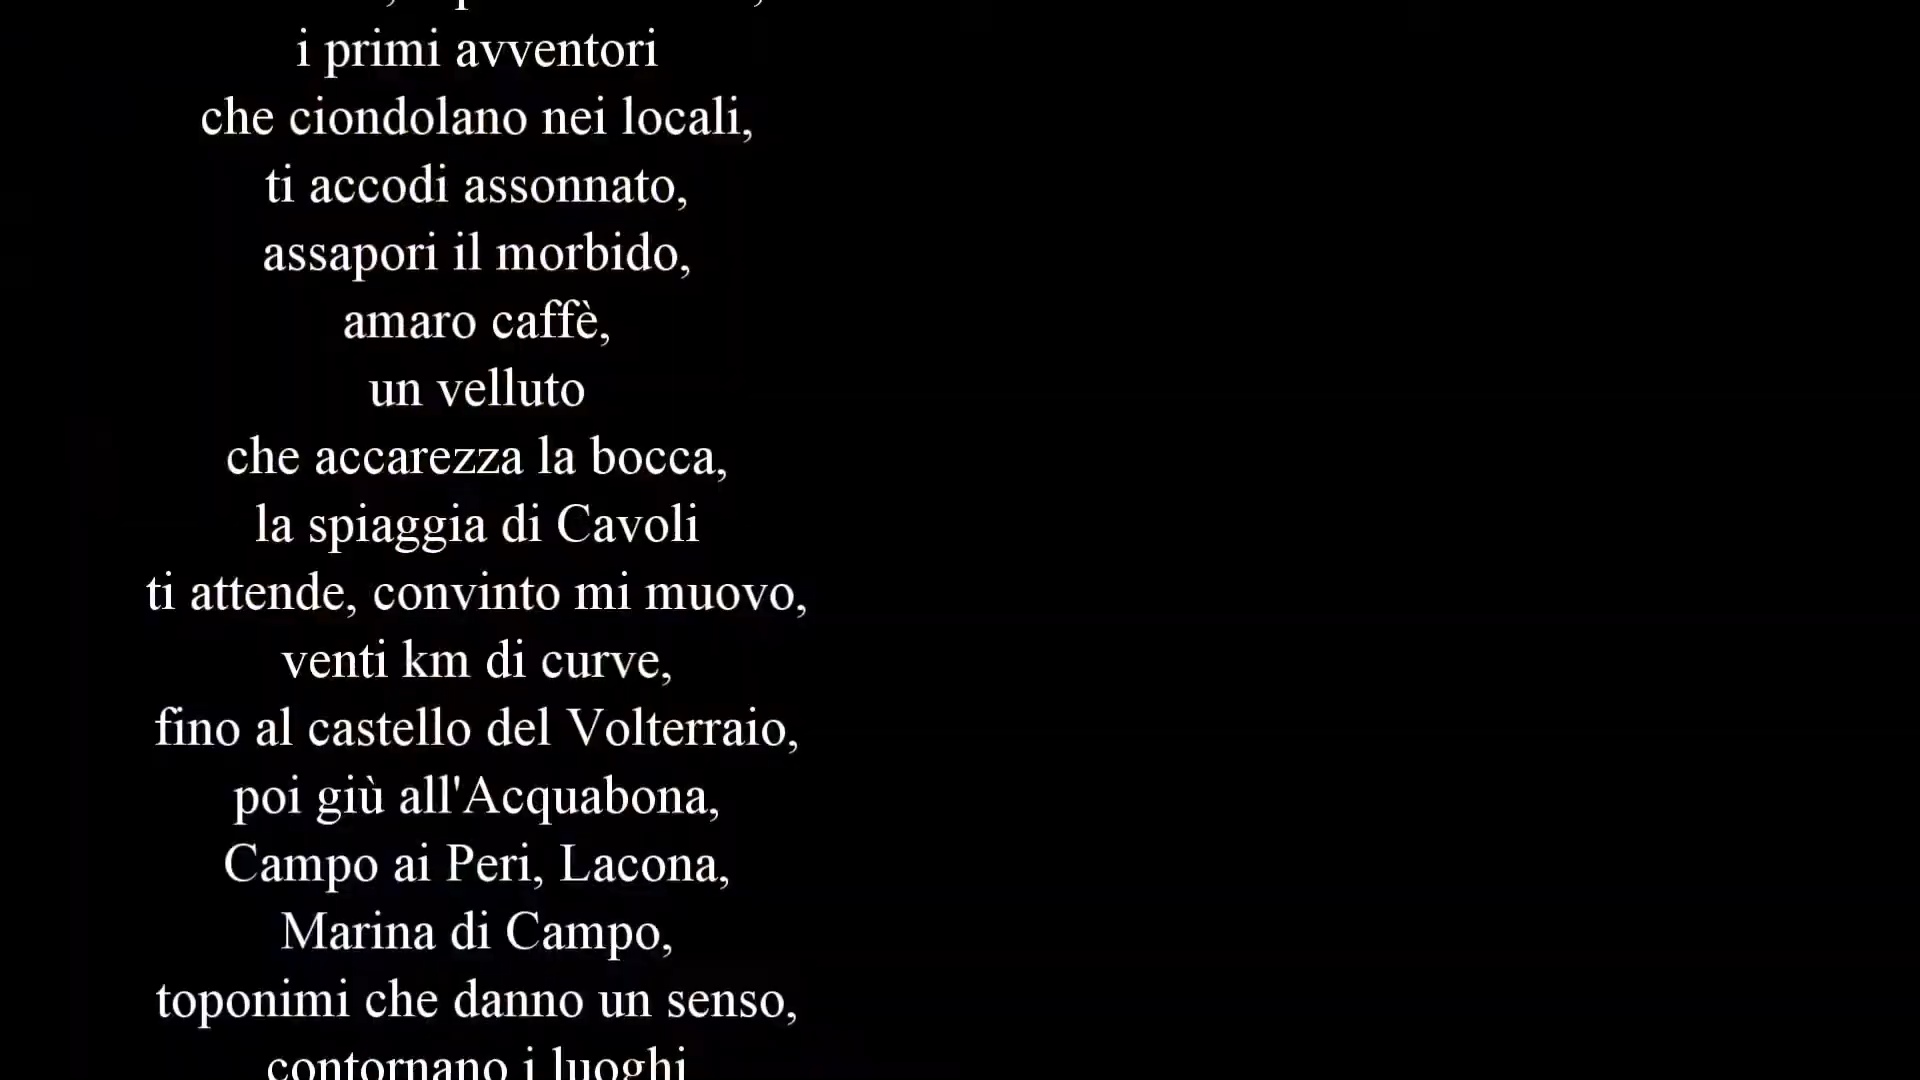 i primi avventori
che ciondolano nei locali,
ti accodi assonnato,
assapori il morbido,
amaro caffè,
un velluto
che accarezza la bocca,
la spiaggia di Cavoli
ti attende, convinto mi muovo,
venti km di curve,
fino al castello del Volterraio,
poi giù all'Acquabona,
Campo ai Peri, Lacona,
Marina di Campo,
toponimi che danno un senso,
contornano i luoghi